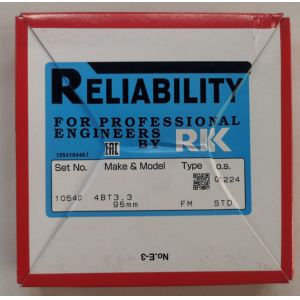 RELIABILITY
FOR PROFESSIONAL
ENGINEERS
BY RIK
1054104467
EAC
Set No. Make & Model Type o.s.
0224
10540 4BT3.3
95mm FM STD
No.E-3